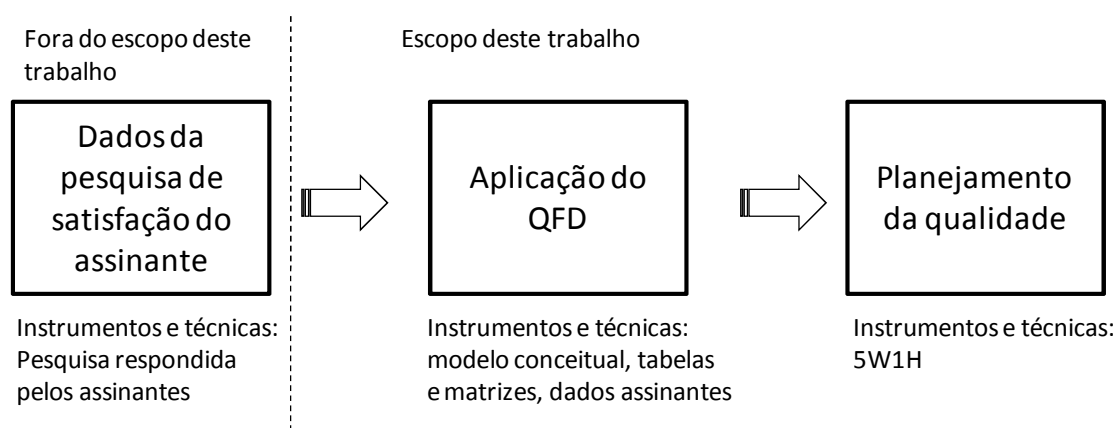 Fora do escopo deste
trabalho
Escopo deste trabalho
Dados da
pesquisa de
satisfação do
assinante
Aplicação do
QFD
Planejamento
da qualidade
Instrumentos e técnicas:
Pesquisa respondida
pelos assinantes
Instrumentos e técnicas:
modelo conceitual, tabelas
e matrizes, dados assinantes
Instrumentos e técnicas:
5W1H